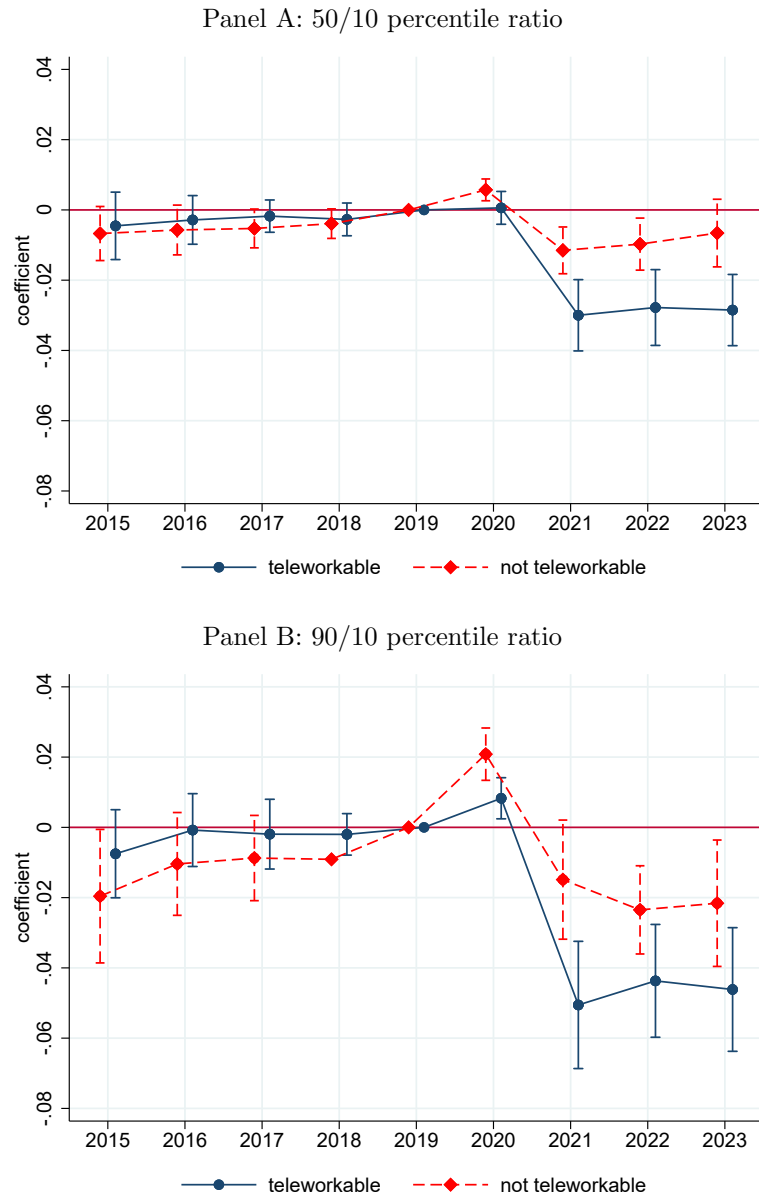 Panel A: 50/10 percentile ratio
.04
.02
0
-.02
-.04
-.06
-.08
coefficient
2015 2016 2017 2018 2019 2020 2021 2022 2023
teleworkable not teleworkable
Panel B: 90/10 percentile ratio
.04
.02
0
-.02
-.04
-.06
-.08
coefficient
2015 2016 2017 2018 2019 2020 2021 2022 2023
teleworkable not teleworkable